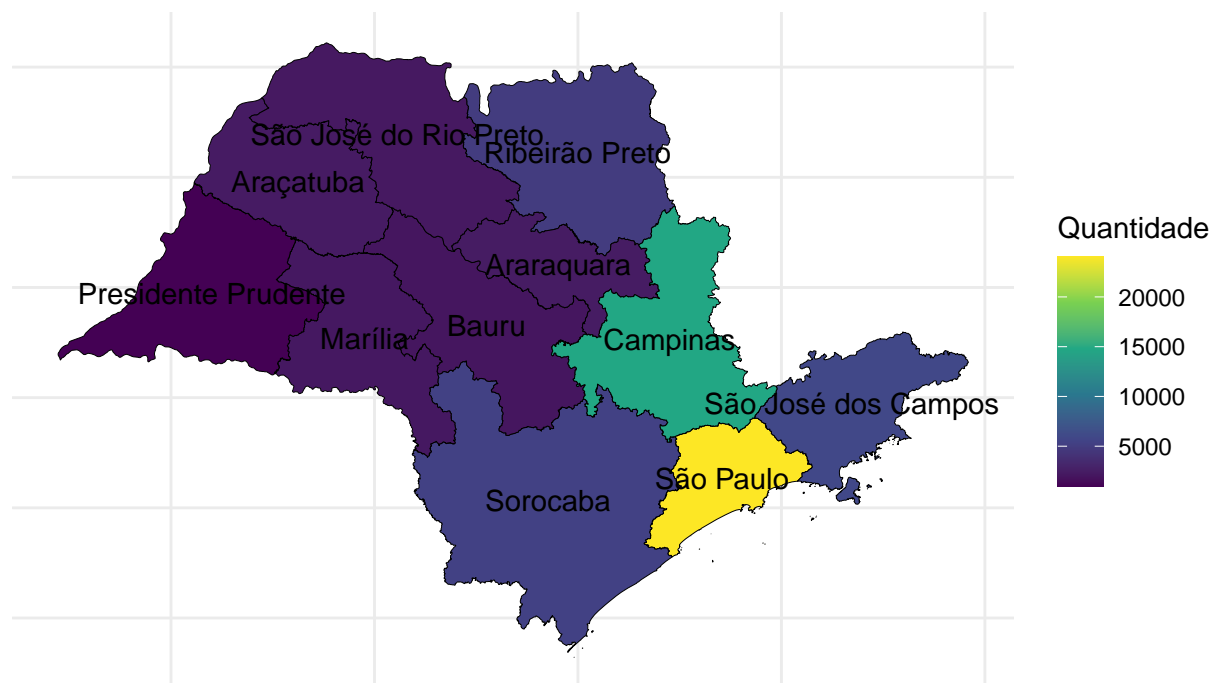 São José do Rio Preto
Ribeirão Preto
Araçatuba
Araraquara
Presidente Prudente
Bauru
Marília
Campinas
São José dos Campos
São Paulo
Sorocaba
Quantidade
20000
15000
10000
5000